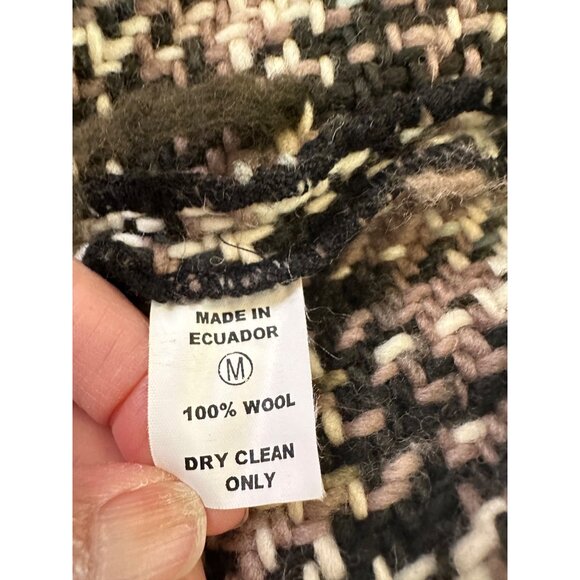 MADE IN
ECUADOR
M
100% WOOL
DRY CLEAN
ONLY